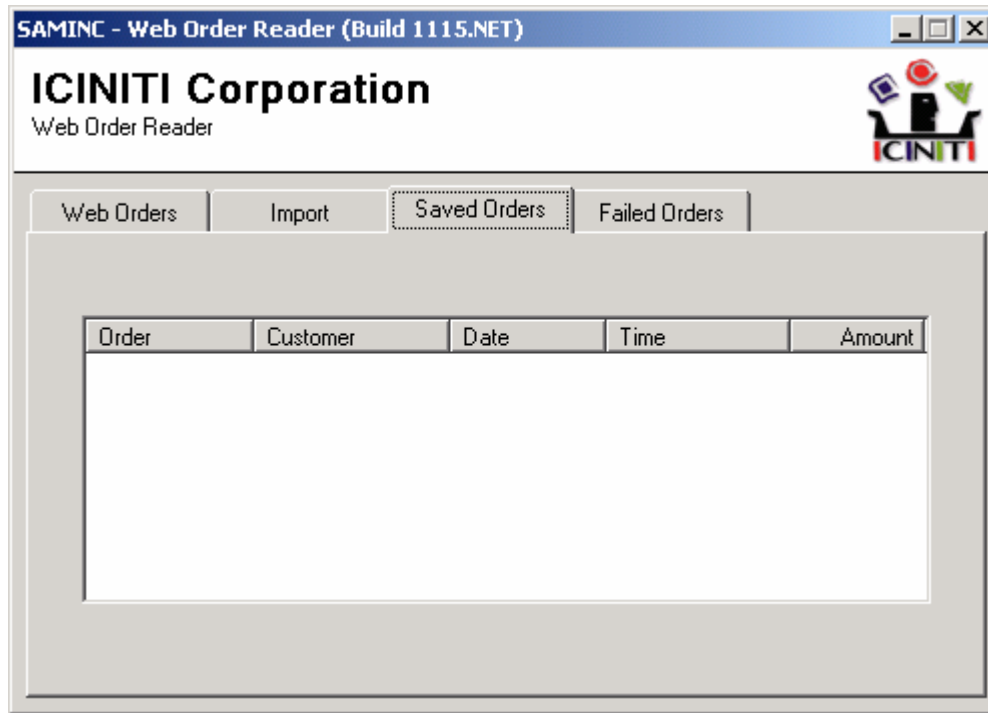 SAMINC - Web Order Reader (Build 1115.NET)
ICINITI Corporation
Web Order Reader
ICINITI
Web Orders Import Saved Orders Failed Orders
Order Customer Date Time Amount